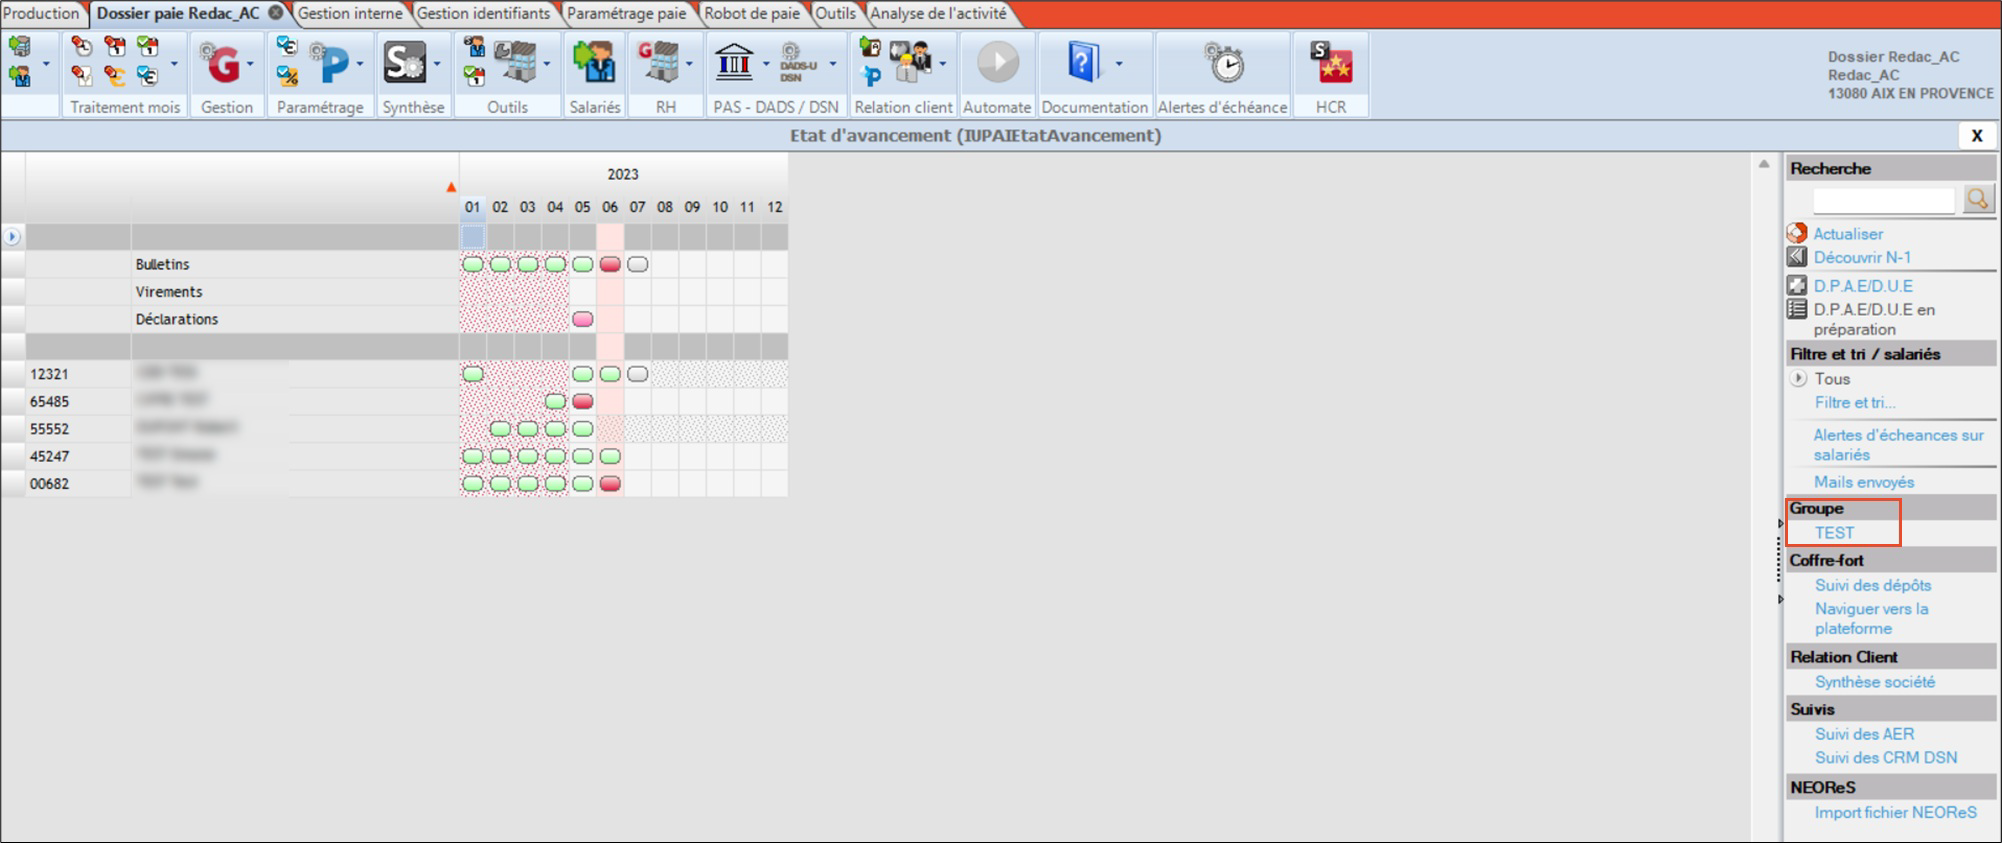 Production
Dossier paie Redac_AC
Gestion interne
Gestion identifiants
Paramétrage paie
Robot de paie
Outils
Analyse de l'activité
DADS-U
DSN
Traitement mois
Gestion
Paramétrage
Synthèse
Outils
Salariés
RH
PAS - DADS / DSN
Relation client
Automate
Documentation
Alertes d'échéance
HCR
Dossier Redac_AC
Redac_AC
13080 AIX EN PROVENCE
Etat d'avancement (IUPAIEtatAvancement)
X
2023
01 02 03 04 05 06 07 08 09 10 11 12
Bulletins
Virements
Déclarations
12321
65485
55552
45247
00682
Recherche
Actualiser
Découvrir N-1
D.P.A.E/D.U.E
D.P.A.E/D.U.E en
préparation
Filtre et tri / salariés
Tous
Filtre et tri...
Alertes d'écheances sur
salariés
Mails envoyés
Groupe
TEST
Coffre-fort
Suivi des dépôts
Naviguer vers la
plateforme
Relation Client
Synthèse société
Suivis
Suivi des AER
Suivi des CRM DSN
NEOReS
Import fichier NEOReS